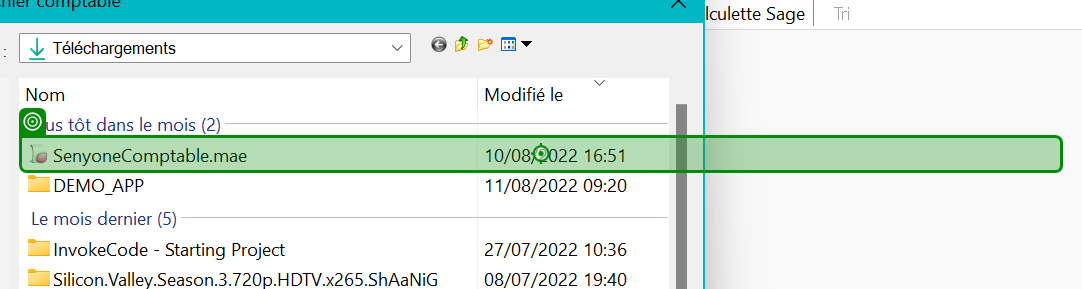 hier comptable
lculette Sage
Tri
:
Téléchargements
Nom
Modifié le
us tôt dans le mois (2)
SenyoneComptable.mae
10/08/2022 16:51
DEMO_APP
11/08/2022 09:20
Le mois dernier (5)
InvokeCode - Starting Project
27/07/2022 10:36
Silicon.Valley.Season.3.720p.HDTV.x265.ShAaNiG
08/07/2022 19:40